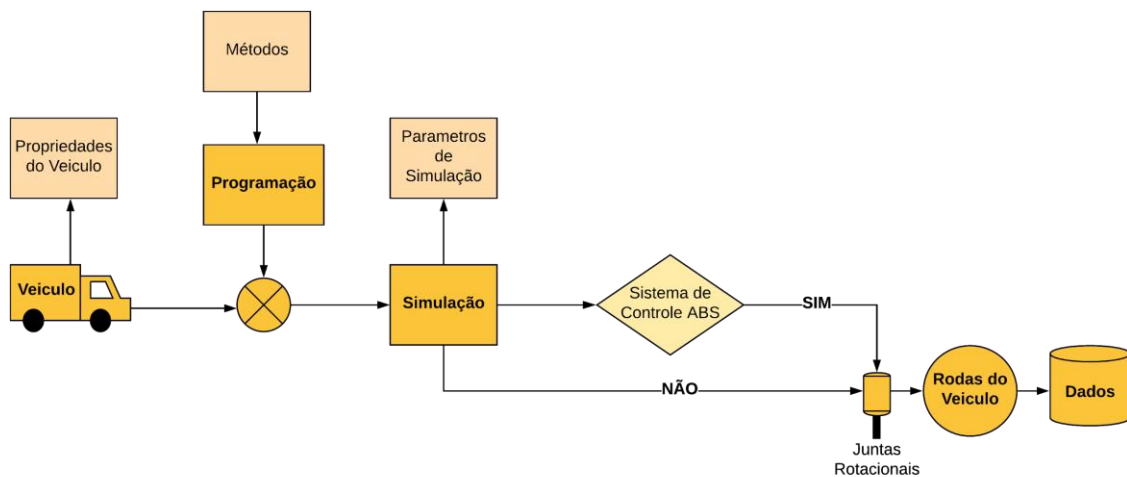 Métodos
Propriedades
do Veiculo
Programação
Parametros
de
Simulação
Veiculo
Simulação
Sistema de
Controle ABS
SIM
NÃO
Rodas do
Veiculo
Dados
Juntas
Rotacionais